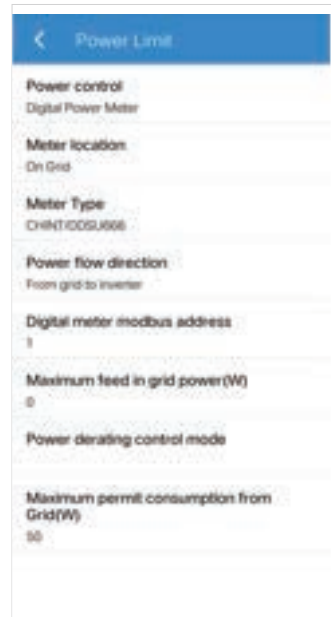 Power Limit
Power control
Digital Power Meter
Meter location
On Grid
Meter Type
CHINT/DDSU666
Power flow direction
From grid to inverter
Digital meter modbus address
1
Maximum feed in grid power(W)
0
Power derating control mode
Maximum permit consumption from
Grid(W)
50